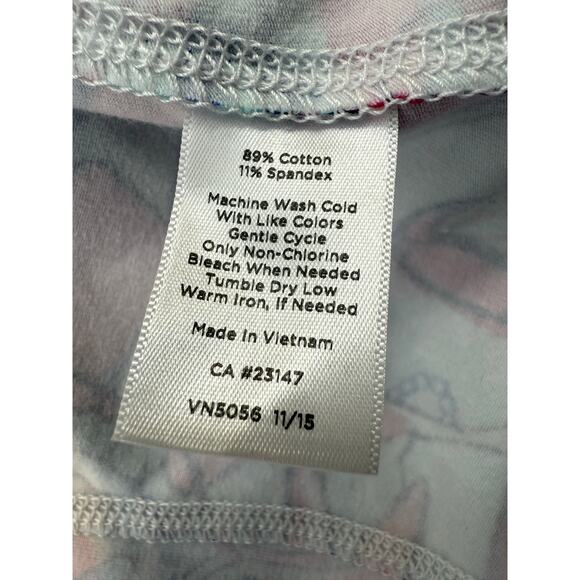 89% Cotton
11% Spandex
Machine Wash Cold
With Like Colors
Gentle Cycle
Only Non-Chlorine
Bleach When Needed
Tumble Dry Low
Warm Iron, If Needed
Made in Vietnam
CA #23147
VN5056 11/15